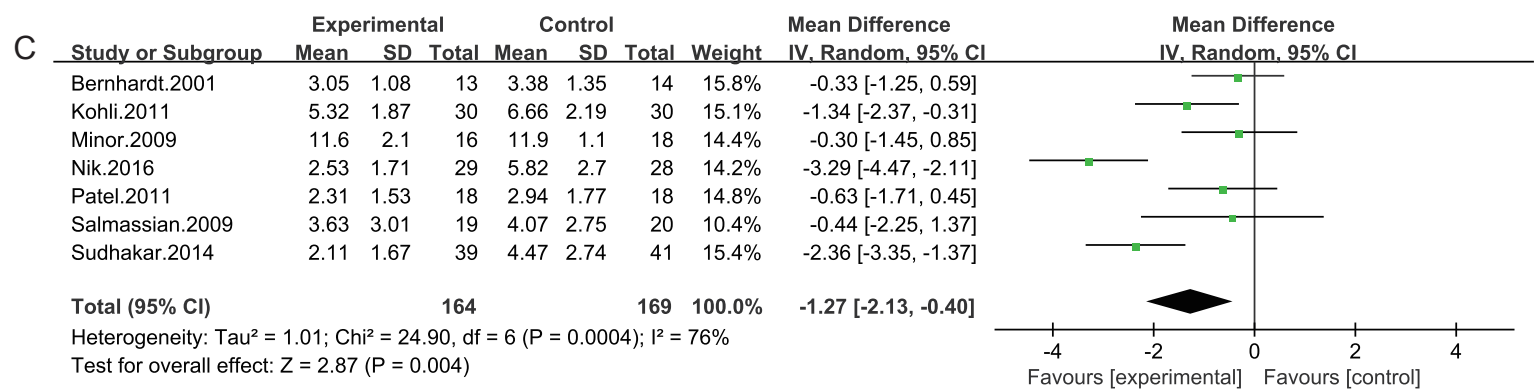 C
Experimental Control Mean Difference Mean Difference
Study or Subgroup Mean SD Total Mean SD Total Weight IV, Random, 95% CI IV, Random, 95% CI
Bernhardt.2001 3.05 1.08 13 3.38 1.35 14 15.8% -0.33 [-1.25, 0.59]
Kohli.2011 5.32 1.87 30 6.66 2.19 30 15.1% -1.34 [-2.37, -0.31]
Minor.2009 11.6 2.1 16 11.9 1.1 18 14.4% -0.30 [-1.45, 0.85]
Nik.2016 2.53 1.71 29 5.82 2.7 28 14.2% -3.29 [-4.47, -2.11]
Patel.2011 2.31 1.53 18 2.94 1.77 18 14.8% -0.63 [-1.71, 0.45]
Salmassian.2009 3.63 3.01 19 4.07 2.75 20 10.4% -0.44 [-2.25, 1.37]
Sudhakar.2014 2.11 1.67 39 4.47 2.74 41 15.4% -2.36 [-3.35, -1.37]
Total (95% CI) 164 169 100.0% -1.27 [-2.13, -0.40]
Heterogeneity: Tau² = 1.01; Chi² = 24.90, df = 6 (P = 0.0004); I² = 76%
Test for overall effect: Z = 2.87 (P = 0.004)
-4 -2 0 2 4
Favours [experimental] Favours [control]